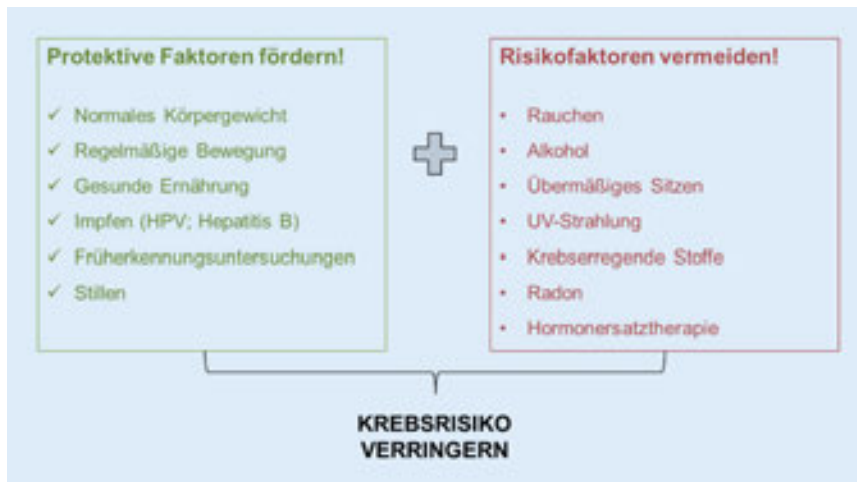 Protektive Faktoren fördern!
✓ Normales Körpergewicht
✓ Regelmäßige Bewegung
✓ Gesunde Ernährung
✓ Impfen (HPV; Hepatitis B)
✓ Früherkennungsuntersuchungen
✓ Stillen
Risikofaktoren vermeiden!
• Rauchen
• Alkohol
• Übermäßiges Sitzen
• UV-Strahlung
• Krebserregende Stoffe
• Radon
• Hormonersatztherapie
KREBSRISIKO
VERRINGERN